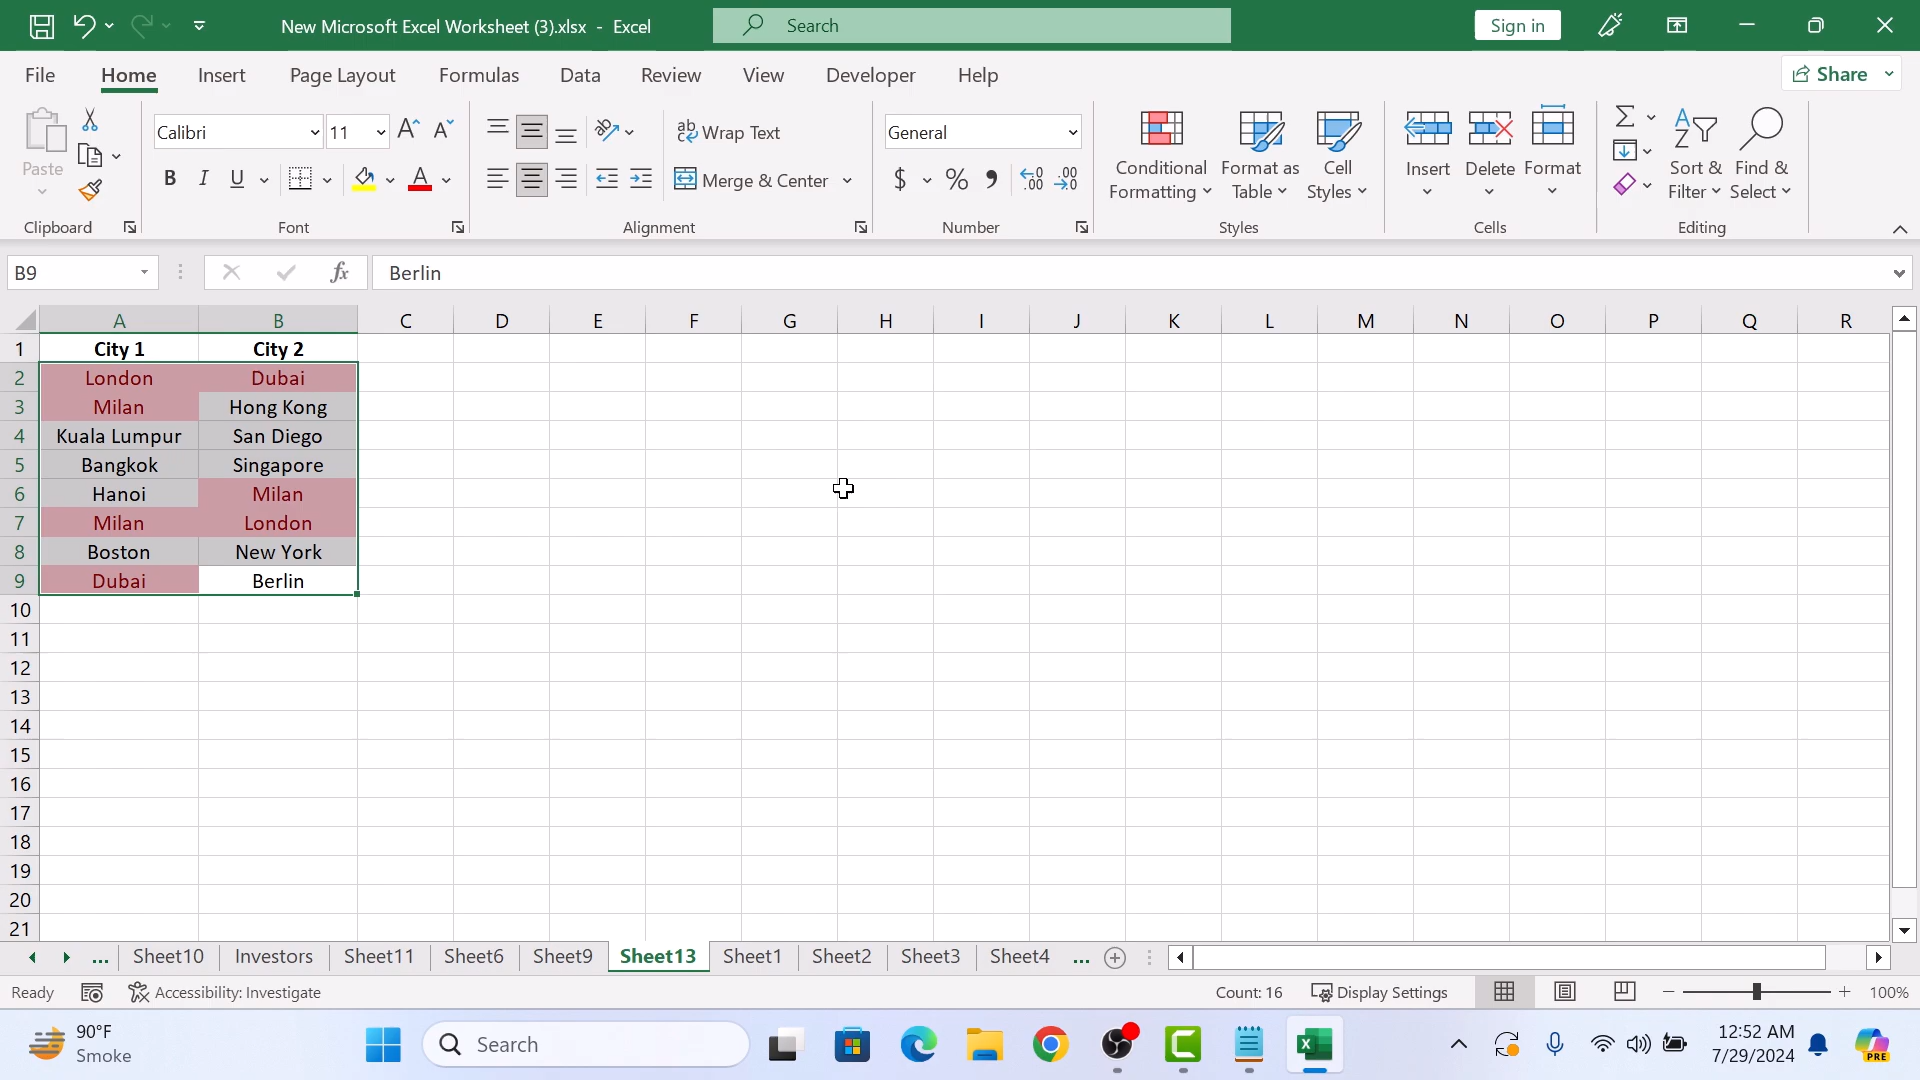 New Microsoft Excel Worksheet (3).xlsx - Excel
Search
Sign in
File Home Insert Page Layout Formulas Data Review View Developer Help
Share
Paste
Clipboard
Calibri 11
B I U A
Font
ab Wrap Text
Merge & Center
Alignment
General
$ % 9
Number
Conditional Formatting
Format as Table
Cell Styles
Styles
Insert
Delete
Format
Cells
Sort & Filter
Find & Select
Editing
B9 fx Berlin
A B C D E F G H I J K L M N O P Q R
1 City 1 City 2
2 London Dubai
3 Milan Hong Kong
4 Kuala Lumpur San Diego
5 Bangkok Singapore
6 Hanoi Milan
7 Milan London
8 Boston New York
9 Dubai Berlin
10
11
12
13
14
15
16
17
18
19
20
21
... Sheet10 Investors Sheet11 Sheet6 Sheet9 Sheet13 Sheet1 Sheet2 Sheet3 Sheet4 ...
Ready Accessibility: Investigate Count: 16 Display Settings 100%
90°F
Smoke
Search
12:52 AM
7/29/2024
PRE